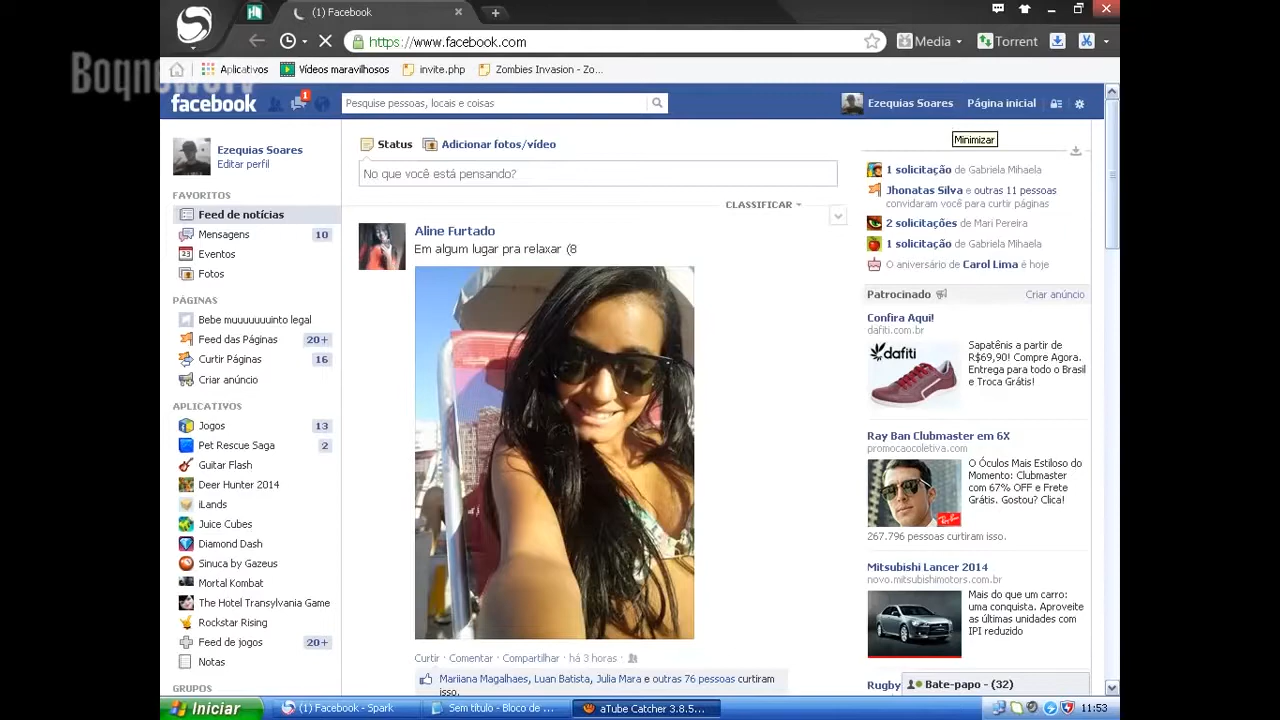 (1) Facebook
https://www.facebook.com
Media
Torrent
Aplicativos
Vídeos maravilhosos
invite.php
Zombies Invasion - Zo...
facebook
1
Pesquise pessoas, locais e coisas
Ezequias Soares
Página inicial
Ezequias Soares
Editar perfil
FAVORITOS
Feed de notícias
Mensagens 10
23 Eventos
Fotos
PÁGINAS
Bebe muuuuuuinto legal
Feed das Páginas 20+
Curtir Páginas 16
Criar anúncio
APLICATIVOS
Jogos 13
Pet Rescue Saga 2
Guitar Flash
Deer Hunter 2014
iLands
Juice Cubes
Diamond Dash
Sinuca by Gazeus
Mortal Kombat
The Hotel Transylvania Game
Rockstar Rising
Feed de jogos 20+
Notas
GRUPOS
Status
Adicionar fotos/vídeo
No que você está pensando?
CLASSIFICAR
Aline Furtado
Em algum lugar pra relaxar (8
Curtir · Comentar · Compartilhar · há 3 horas ·
Mariiana Magalhaes, Luan Batista, Julia Mara e outras 76 pessoas curtiram
isso.
Minimizar
1 solicitação de Gabriela Mihaela
Jhonatas Silva e outras 11 pessoas
convidaram você para curtir páginas
2 solicitações de Mari Pereira
1 solicitação de Gabriela Mihaela
O aniversário de Carol Lima é hoje
Patrocinado
Criar anúncio
Confira Aqui!
dafiti.com.br
dafiti
Sapatênis a partir de
R$69,90! Compre Agora.
Entrega para todo o Brasil
e Troca Grátis!
Ray Ban Clubmaster em 6X
promocaocoletiva.com
O Óculos Mais Estiloso do
Momento: Clubmaster
com 67% OFF e Frete
Grátis. Gostou? Clica!
Ray-Ban
267.796 pessoas curtiram isso.
Mitsubishi Lancer 2014
novo.mitsubishimotors.com.br
Mais do que um carro:
uma conquista. Aproveite
as últimas unidades com
IPI reduzido
Rugby
Bate-papo - (32)
Iniciar
(1) Facebook - Spark
Sem título - Bloco de ...
aTube Catcher 3.8.5...
11:53